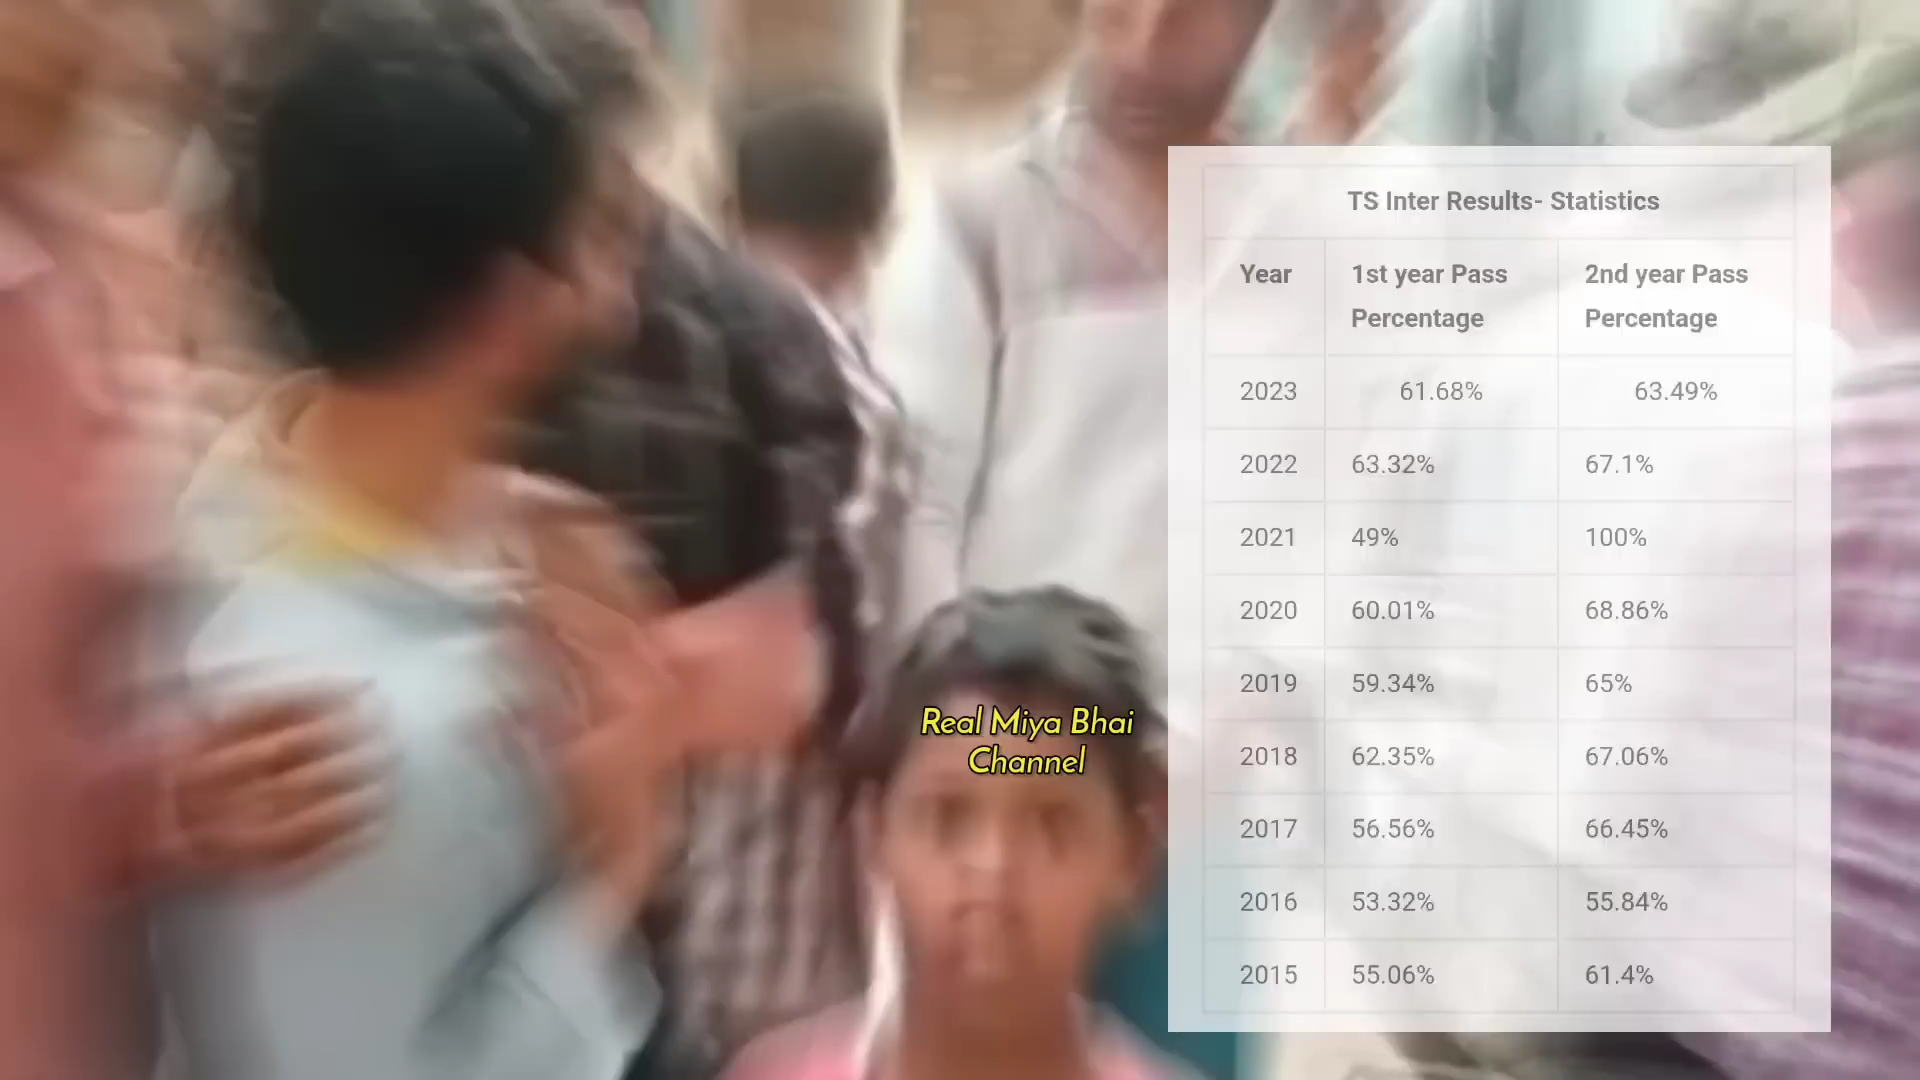 TS Inter Results- Statistics
Year 1st year Pass Percentage 2nd year Pass Percentage
2023 61.68% 63.49%
2022 63.32% 67.1%
2021 49% 100%
2020 60.01% 68.86%
2019 59.34% 65%
2018 62.35% 67.06%
2017 56.56% 66.45%
2016 53.32% 55.84%
2015 55.06% 61.4%
Real Miya Bhai
Channel